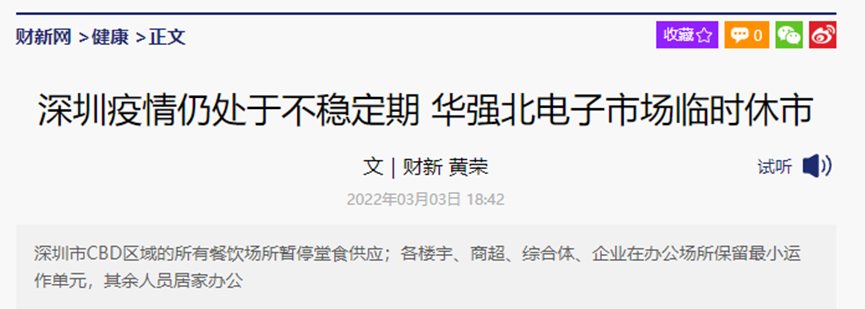 财新网 >健康 >正文
收藏☆ 0
深圳疫情仍处于不稳定期 华强北电子市场临时休市
文 | 财新 黄荣
试听
2022年03月03日 18:42
深圳市CBD区域的所有餐饮场所暂停堂食供应；各楼宇、商超、综合体、企业在办公场所保留最小运
作单元，其余人员居家办公